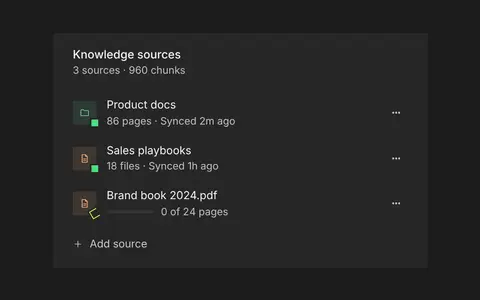 Knowledge sources
3 sources · 960 chunks
Product docs
86 pages · Synced 2m ago
Sales playbooks
18 files · Synced 1h ago
Brand book 2024.pdf
0 of 24 pages
+ Add source